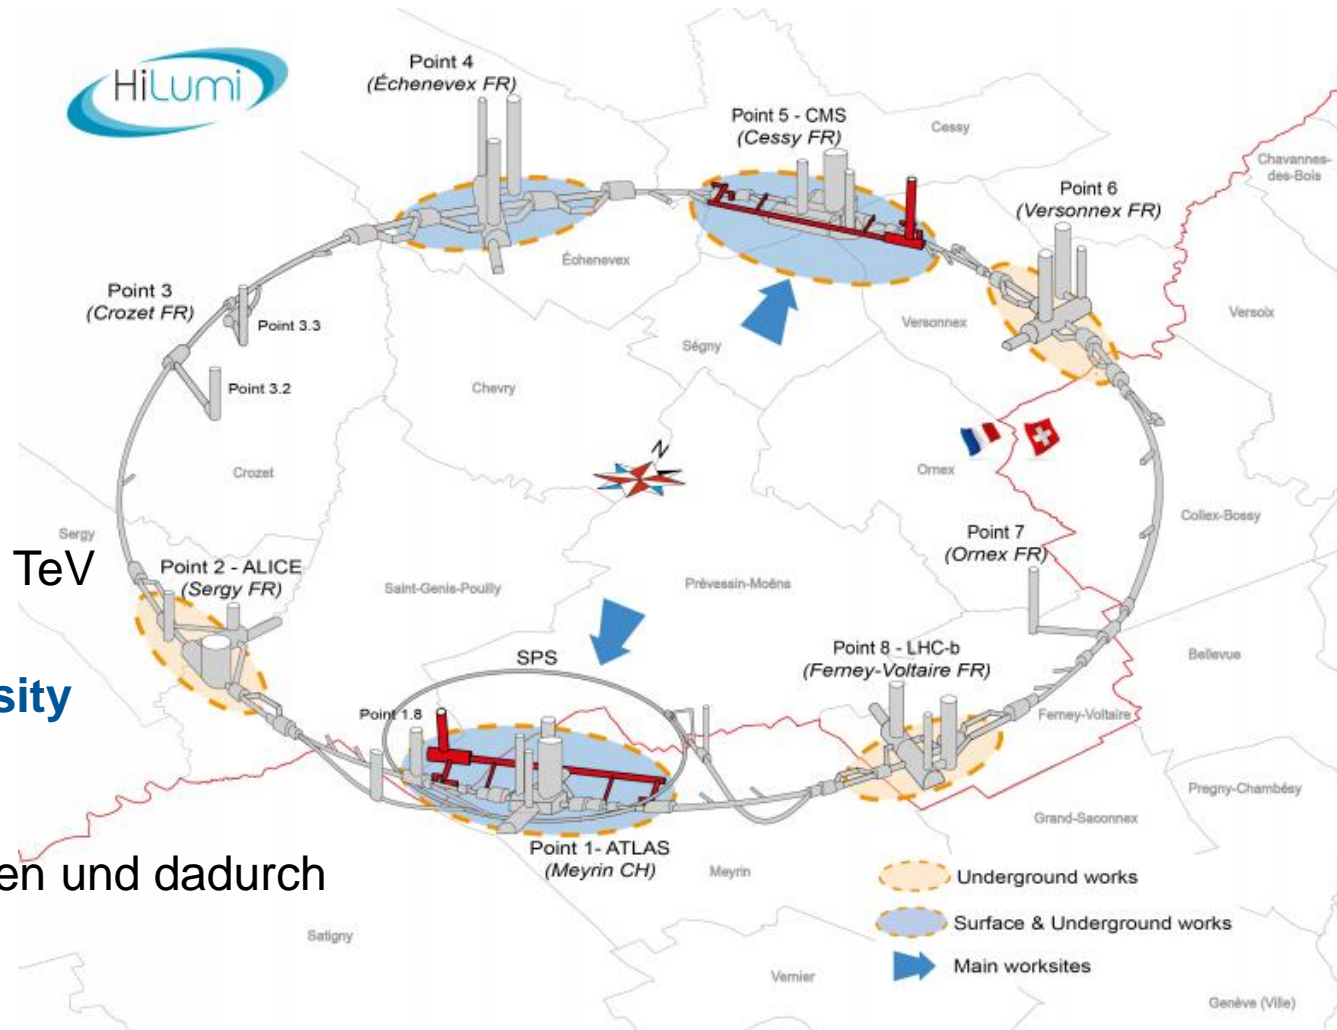 HiLumi
Point 4
(Échenevex FR)
Point 5 - CMS
(Cessy FR)
Cessy
Chavannes-
des-Bois
Point 6
(Versonnex FR)
Échenevex
Point 3
(Crozet FR)
Point 3.3
Versonnex
Versoix
Ségny
Point 3.2
Chevry
N
Crozet
Ornex
Collex-Bossy
Sergy
TeV
Point 2 - ALICE
(Sergy FR)
Saint-Genis-Pouilly
Prévessin-Moëns
Point 7
(Ornex FR)
SPS
Point 8 - LHC-b
(Ferney-Voltaire FR)
Bellevue
sity
Point 1.8
Ferney-Voltaire
Pregny-Chambésy
Grand-Saconnex
Point 1- ATLAS
(Meyrin CH)
Meyrin
en und dadurch
Underground works
Surface & Underground works
Main worksites
Satigny
Vernier
Genève (Ville)